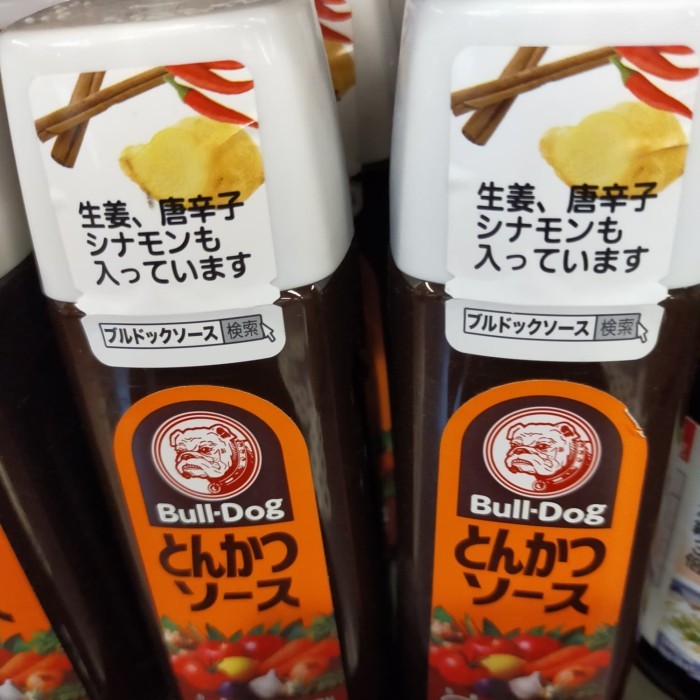 生姜、唐辛子
シナモンも
入っています
ブルドックソース 検索
Bull-Dog
とんかつ
ソース
生姜、唐辛子
シナモンも
入っています
ブルドックソース 検索
Bull-Dog
とんかつ
ソース